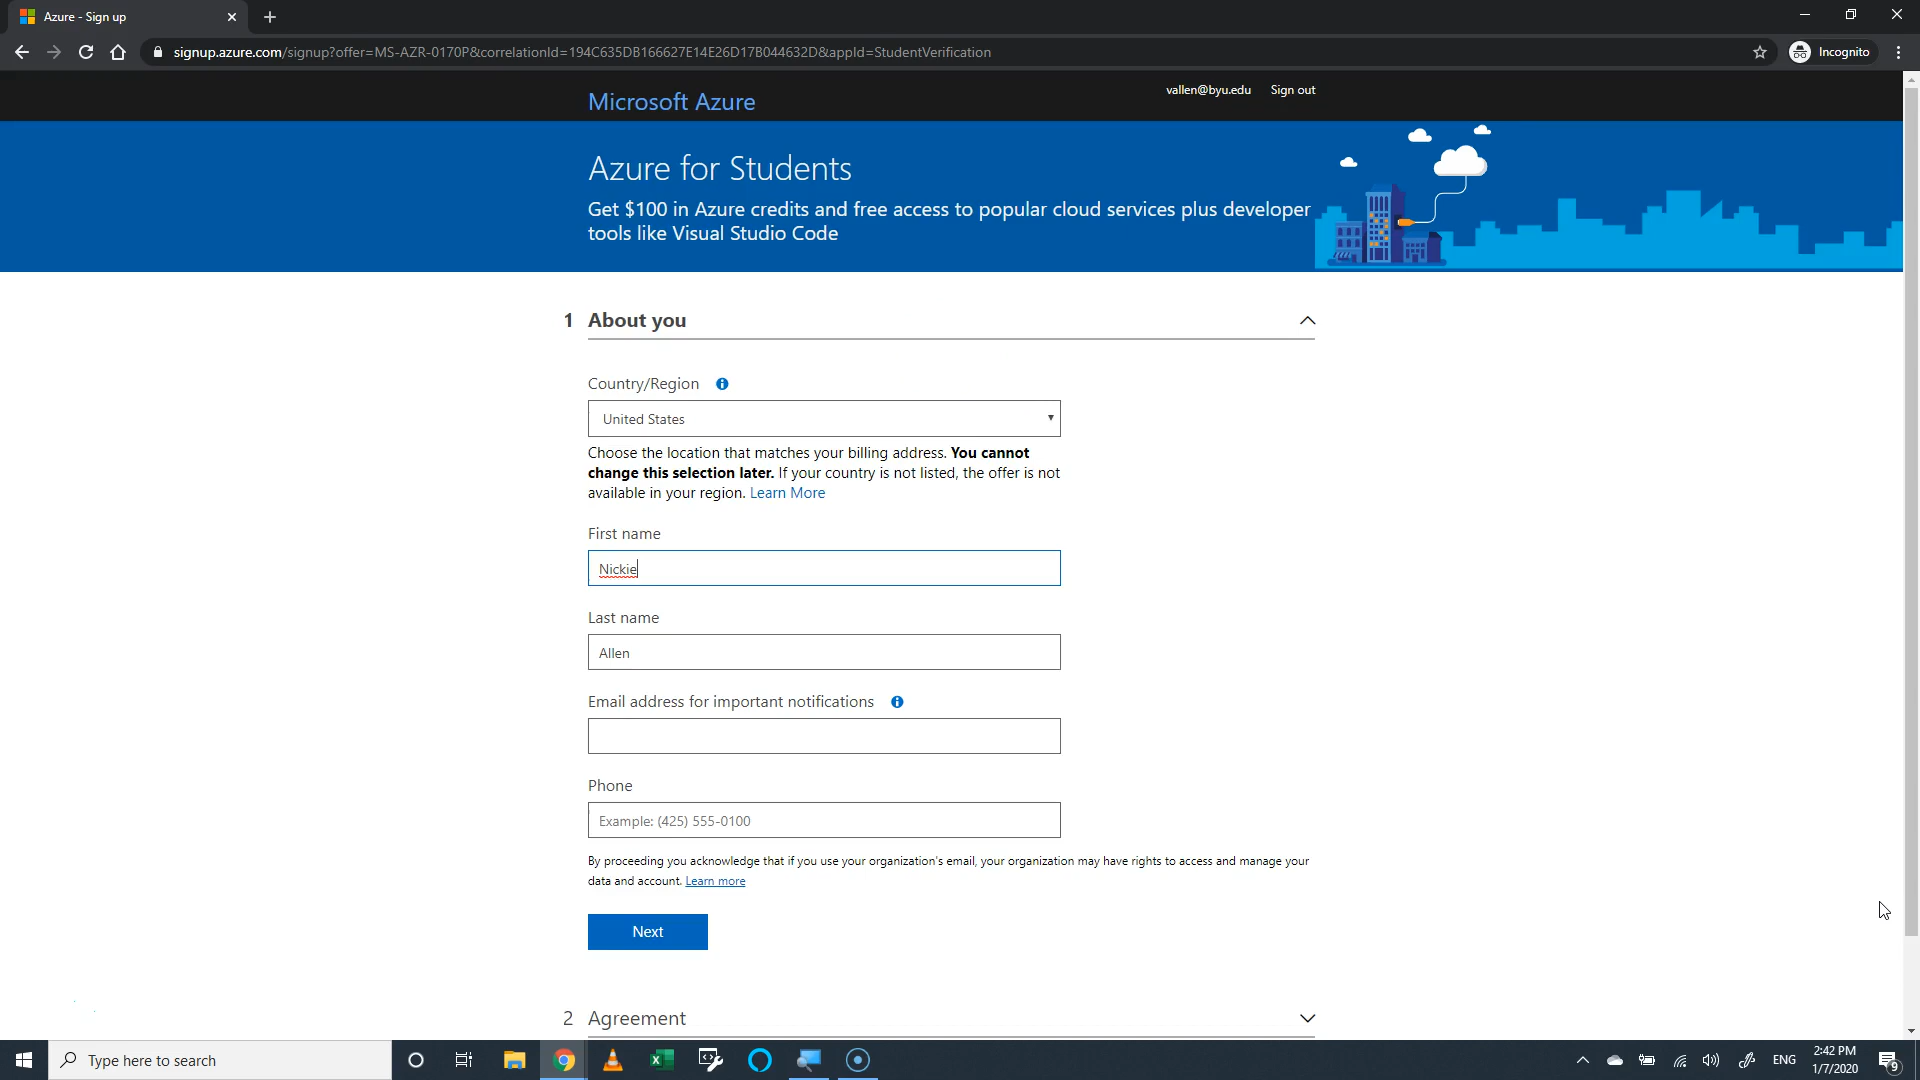 Azure - Sign up
signup.azure.com/signup?offer=MS-AZR-0170P&correlationId=194C635DB166627E14E26D17B044632D&appId=StudentVerification
Incognito
Microsoft Azure
vallen@byu.edu
Sign out
Azure for Students
Get $100 in Azure credits and free access to popular cloud services plus developer
tools like Visual Studio Code
1 About you
Country/Region
United States
Choose the location that matches your billing address. You cannot
change this selection later. If your country is not listed, the offer is not
available in your region. Learn More
First name
Nickie
Last name
Allen
Email address for important notifications
Phone
Example: (425) 555-0100
By proceeding you acknowledge that if you use your organization's email, your organization may have rights to access and manage your
data and account. Learn more
Next
2 Agreement
Type here to search
ENG
2:42 PM
1/7/2020
9